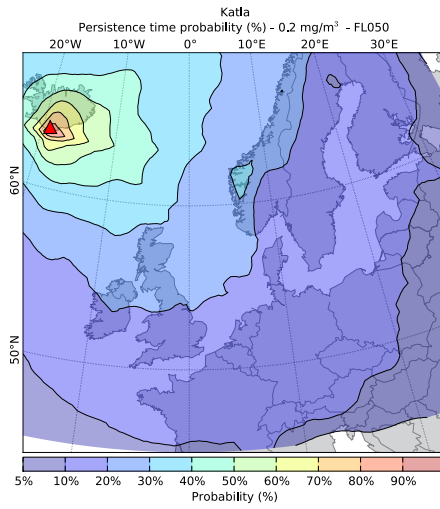 Katla
Persistence time probability (%) - 0.2 mg/m³ - FL050
20°W 10°W 0° 10°E 20°E 30°E
60°N
50°N
5% 10% 20% 30% 40% 50% 60% 70% 80% 90%
Probability (%)